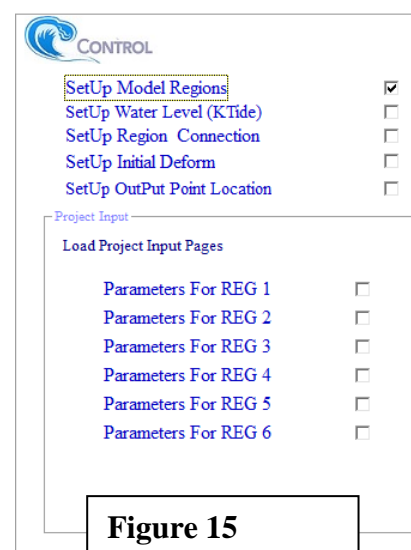 CONTROL
SetUp Model Regions
SetUp Water Level (KTide)
SetUp Region Connection
SetUp Initial Deform
SetUp OutPut Point Location
Project Input
Load Project Input Pages
Parameters For REG 1
Parameters For REG 2
Parameters For REG 3
Parameters For REG 4
Parameters For REG 5
Parameters For REG 6
Figure 15